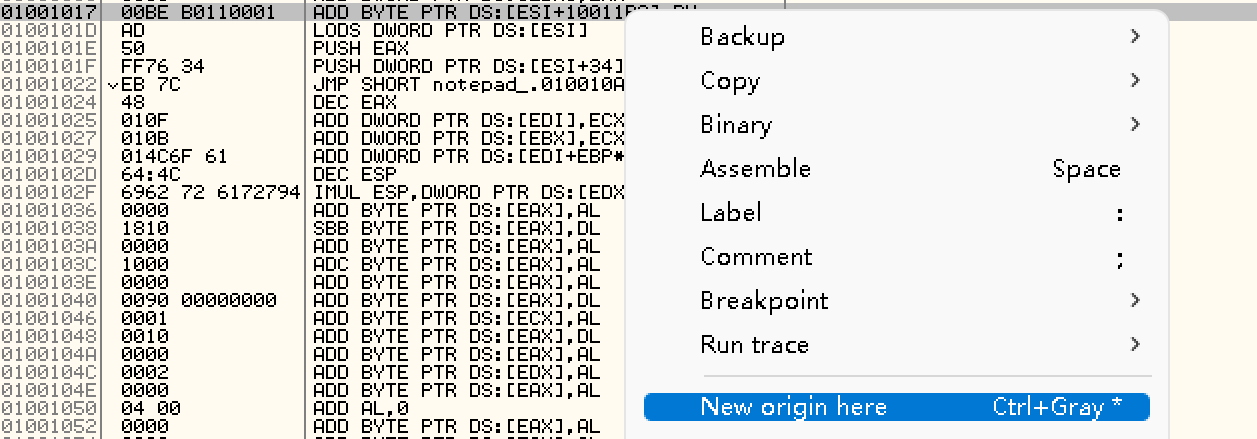 01001017 00BE B0110001 ADD BYTE PTR DS:[ESI+10011
0100101D AD LODS DWORD PTR DS:[ESI]
0100101E 50 PUSH EAX
0100101F FF76 34 PUSH DWORD PTR DS:[ESI+34]
01001022 EB 7C JMP SHORT notepad_.010010A
01001024 48 DEC EAX
01001025 010F ADD DWORD PTR DS:[EDI],ECX
01001027 010B ADD DWORD PTR DS:[EBX],ECX
01001029 014C6F 61 ADD DWORD PTR DS:[EDI+EBP*
0100102D 64:4C DEC ESP
0100102F 6962 72 6172794 IMUL ESP,DWORD PTR DS:[EDX
01001036 0000 ADD BYTE PTR DS:[EAX],AL
01001038 1810 SBB BYTE PTR DS:[EAX],DL
0100103A 0000 ADD BYTE PTR DS:[EAX],AL
0100103C 1000 ADC BYTE PTR DS:[EAX],AL
0100103E 0000 ADD BYTE PTR DS:[EAX],AL
01001040 0090 00000000 ADD BYTE PTR DS:[EAX],DL
01001046 0001 ADD BYTE PTR DS:[ECX],AL
01001048 0010 ADD BYTE PTR DS:[EAX],DL
0100104A 0000 ADD BYTE PTR DS:[EAX],AL
0100104C 0002 ADD BYTE PTR DS:[EDX],AL
0100104E 0000 ADD BYTE PTR DS:[EAX],AL
01001050 04 00 ADD AL,0
01001052 0000 ADD BYTE PTR DS:[EAX],AL
Backup
Copy
Binary
Assemble Space
Label :
Comment ;
Breakpoint
Run trace
New origin here Ctrl+Gray *